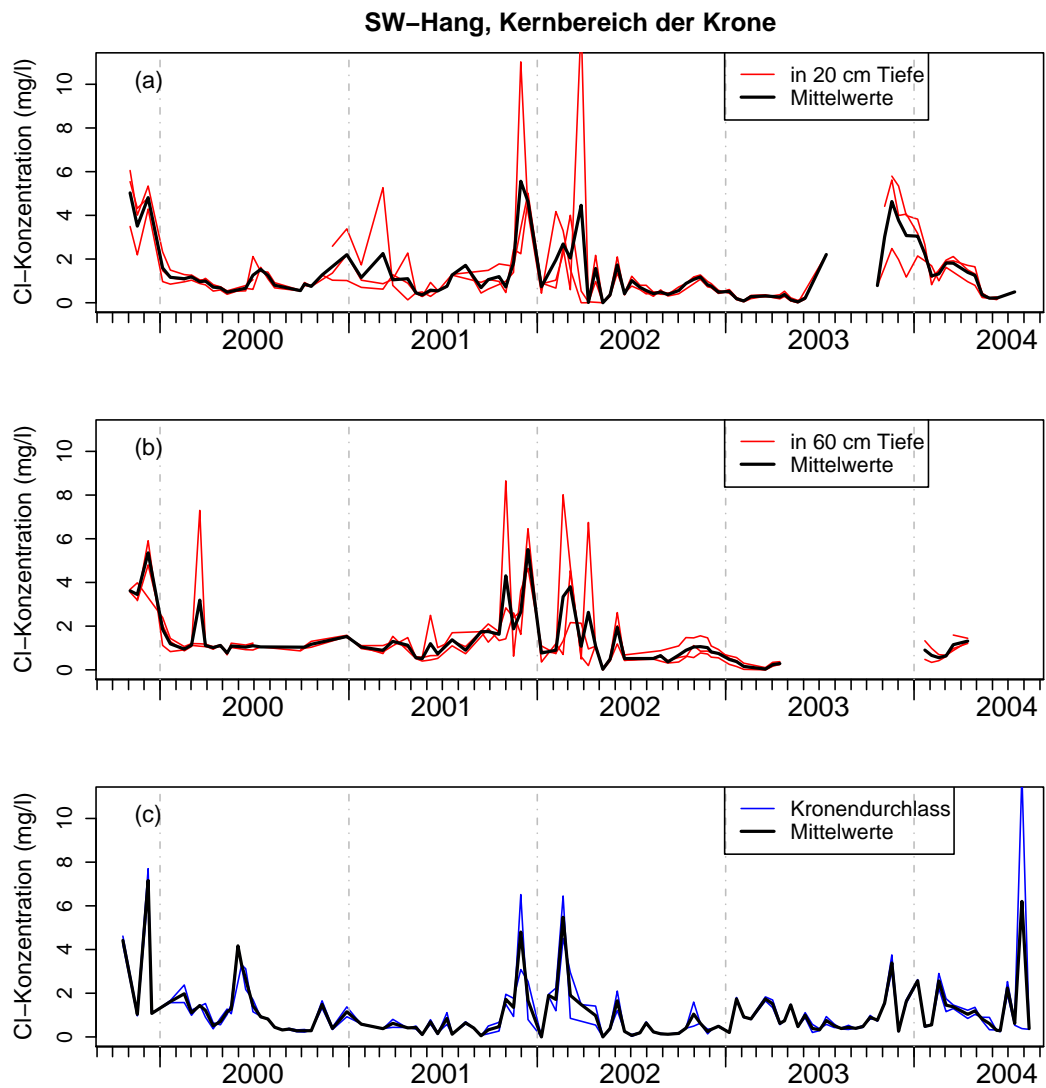 SW−Hang, Kernbereich der Krone
(a)
in 20 cm Tiefe
Mittelwerte
Cl−Konzentration (mg/l)
0 2 4 6 8 10
2000 2001 2002 2003 2004
(b)
in 60 cm Tiefe
Mittelwerte
Cl−Konzentration (mg/l)
0 2 4 6 8 10
2000 2001 2002 2003 2004
(c)
Kronendurchlass
Mittelwerte
Cl−Konzentration (mg/l)
0 2 4 6 8 10
2000 2001 2002 2003 2004